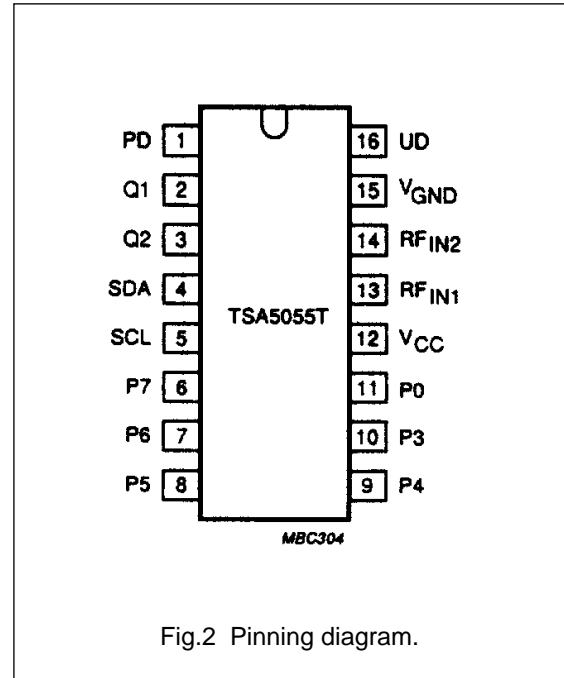 PD 1 16 UD
Q1 2 15 VGND
Q2 3 14 RFIN2
SDA 4 13 RFIN1
TSA5055T
SCL 5 12 VCC
P7 6 11 P0
P6 7 10 P3
P5 8 9 P4
MBC304
Fig.2 Pinning diagram.